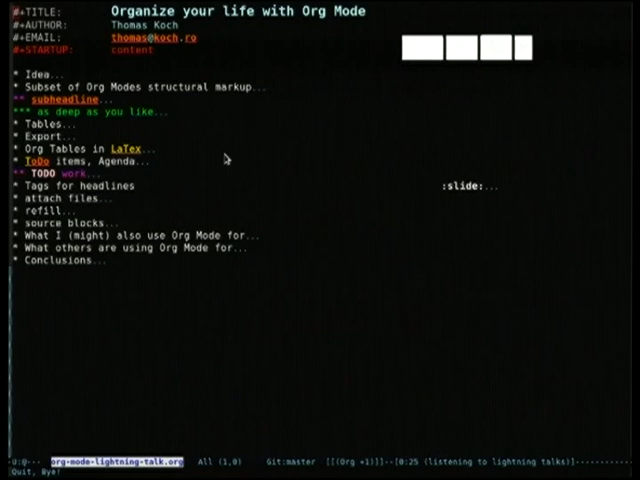 #+TITLE: Organize your life with Org Mode
#+AUTHOR: Thomas Koch
#+EMAIL: thomas@koch.ro
#+STARTUP: content
* Idea...
* Subset of Org Modes structural markup...
** subheadline...
*** as deep as you like...
* Tables...
* Export...
* Org Tables in LaTex...
* ToDo items, Agenda...
** TODO work...
* Tags for headlines :slide:...
* attach files...
* refill...
* source blocks...
* What I (might) also use Org Mode for...
* What others are using Org Mode for...
* Conclusions...
-U:@--- org-mode-lightning-talk.org All (1,0) Git:master [[(Org +1)]]--[0:25 (listening to lightning talks)]------------
Quit, Bye!